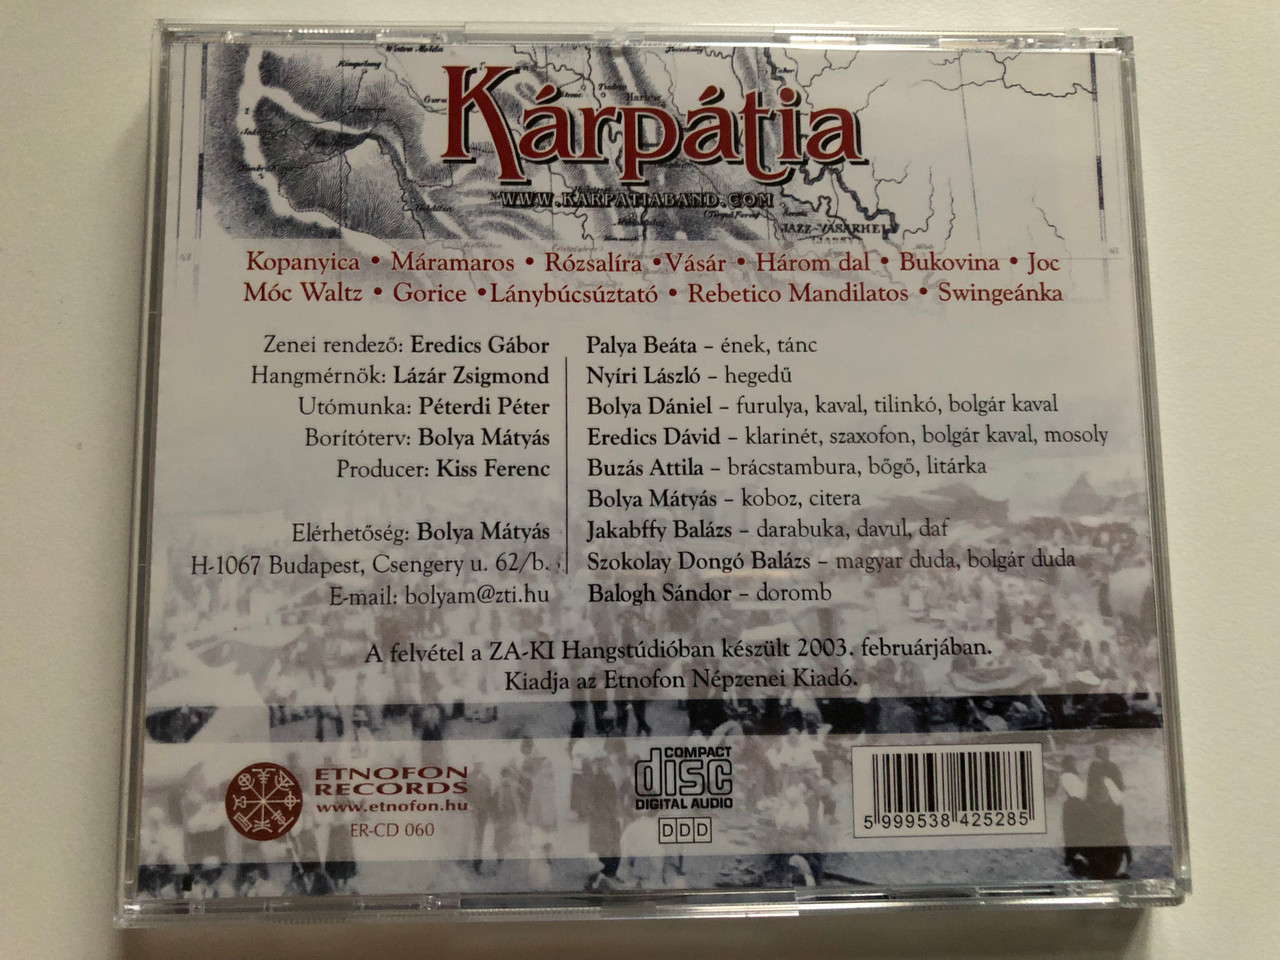 Kárpátia
WWW.KARPATIABAND.COM
JAZZ-VÁSÁRHELY
(JASSY)
Kopanyica • Máramaros • Rózsalíra • Vásár • Három dal • Bukovina • Joc
Móc Waltz • Gorice • Lánybúcsúztató • Rebetico Mandilatos • Swingeánka
Zenei rendező: Eredics Gábor
Hangmérnök: Lázár Zsigmond
Utómunka: Péterdi Péter
Borítóterv: Bolya Mátyás
Producer: Kiss Ferenc
Elérhetőség: Bolya Mátyás
H-1067 Budapest, Csengery u. 62/b.
E-mail: bolyam@zti.hu
Palya Beáta – ének, tánc
Nyíri László – hegedű
Bolya Dániel – furulya, kaval, tilinkó, bolgár kaval
Eredics Dávid – klarinét, szaxofon, bolgár kaval, mosoly
Buzás Attila – brácstambura, bőgő, litárka
Bolya Mátyás – koboz, citera
Jakabffy Balázs – darabuka, davul, daf
Szokolay Dongó Balázs – magyar duda, bolgár duda
Balogh Sándor – doromb
A felvétel a ZA-KI Hangstúdióban készült 2003. februárjában.
Kiadja az Etnofon Népzenei Kiadó.
ETNOFON
RECORDS
www.etnofon.hu
ER-CD 060
COMPACT
disc
DIGITAL AUDIO
DDD
5 999538 425285